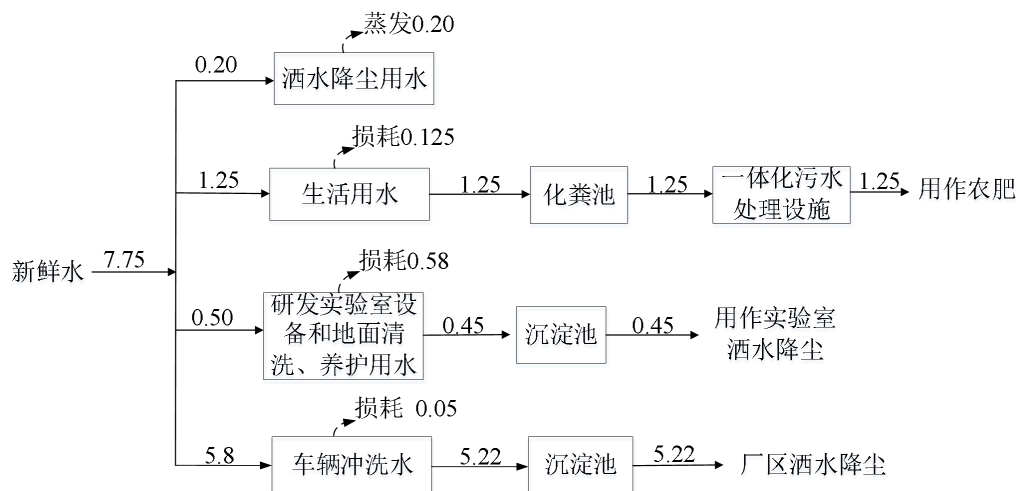 蒸发0.20
0.20
洒水降尘用水
损耗0.125
1.25
生活用水
1.25
化粪池
1.25
一体化污水
处理设施
1.25
用作农肥
新鲜水
7.75
损耗0.58
0.50
研发实验室设
备和地面清
洗、养护用水
0.45
沉淀池
0.45
用作实验室
洒水降尘
损耗 0.05
5.8
车辆冲洗水
5.22
沉淀池
5.22
厂区洒水降尘